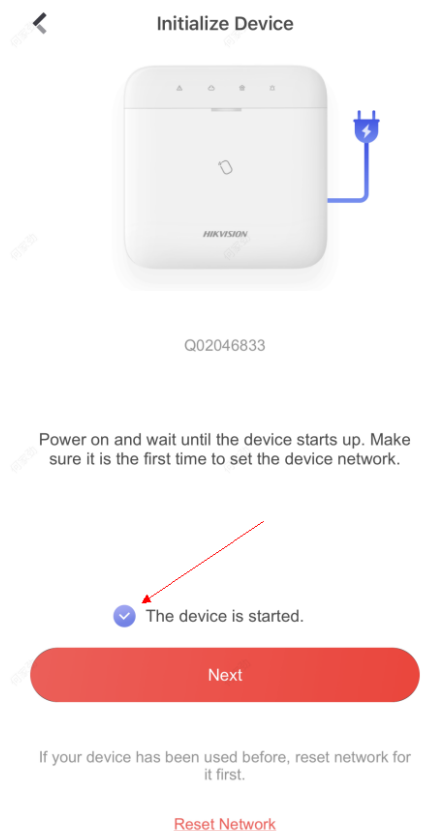 Initialize Device
HIKVISION
Q02046833
Power on and wait until the device starts up. Make
sure it is the first time to set the device network.
The device is started.
Next
If your device has been used before, reset network for
it first.
Reset Network